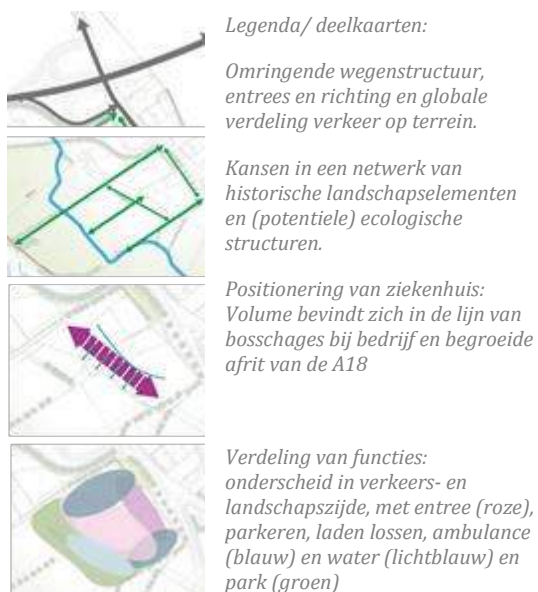 Legenda/ deelkaarten:
Omringende wegenstructuur,
entrees en richting en globale
verdeling verkeer op terrein.
Kansen in een netwerk van
historische landschapselementen
en (potentiele) ecologische
structuren.
Positionering van ziekenhuis:
Volume bevindt zich in de lijn van
bosschages bij bedrijf en begroeide
afrit van de A18
Verdeling van functies:
onderscheid in verkeers- en
landschapszijde, met entree (roze),
parkeren, laden lossen, ambulance
(blauw) en water (lichtblauw) en
park (groen)